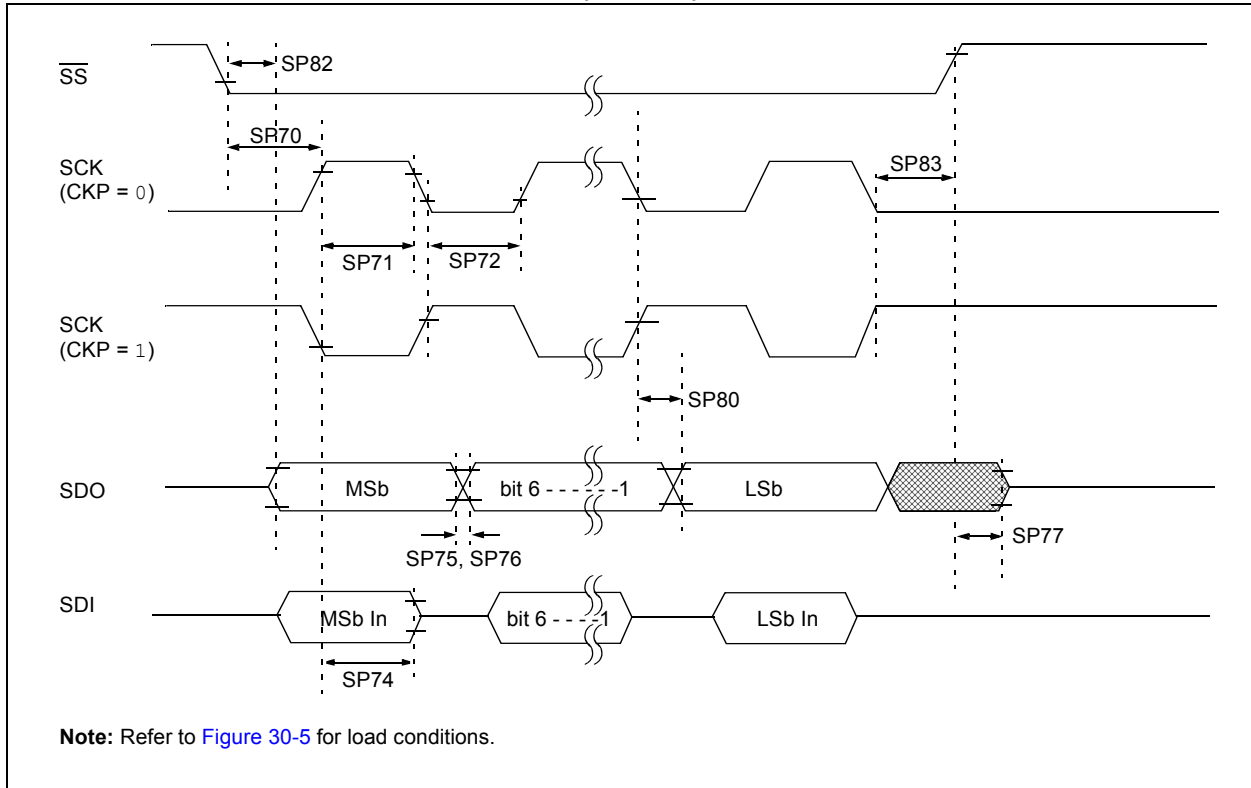 SS
SP82
SP70
SCK
(CKP = 0)
SP83
SP71
SP72
SCK
(CKP = 1)
SP80
SDO
MSb
bit 6 - - - - - -1
LSb
SP75, SP76
SP77
SDI
MSb In
bit 6 - - - -1
LSb In
SP74
Note: Refer to Figure 30-5 for load conditions.